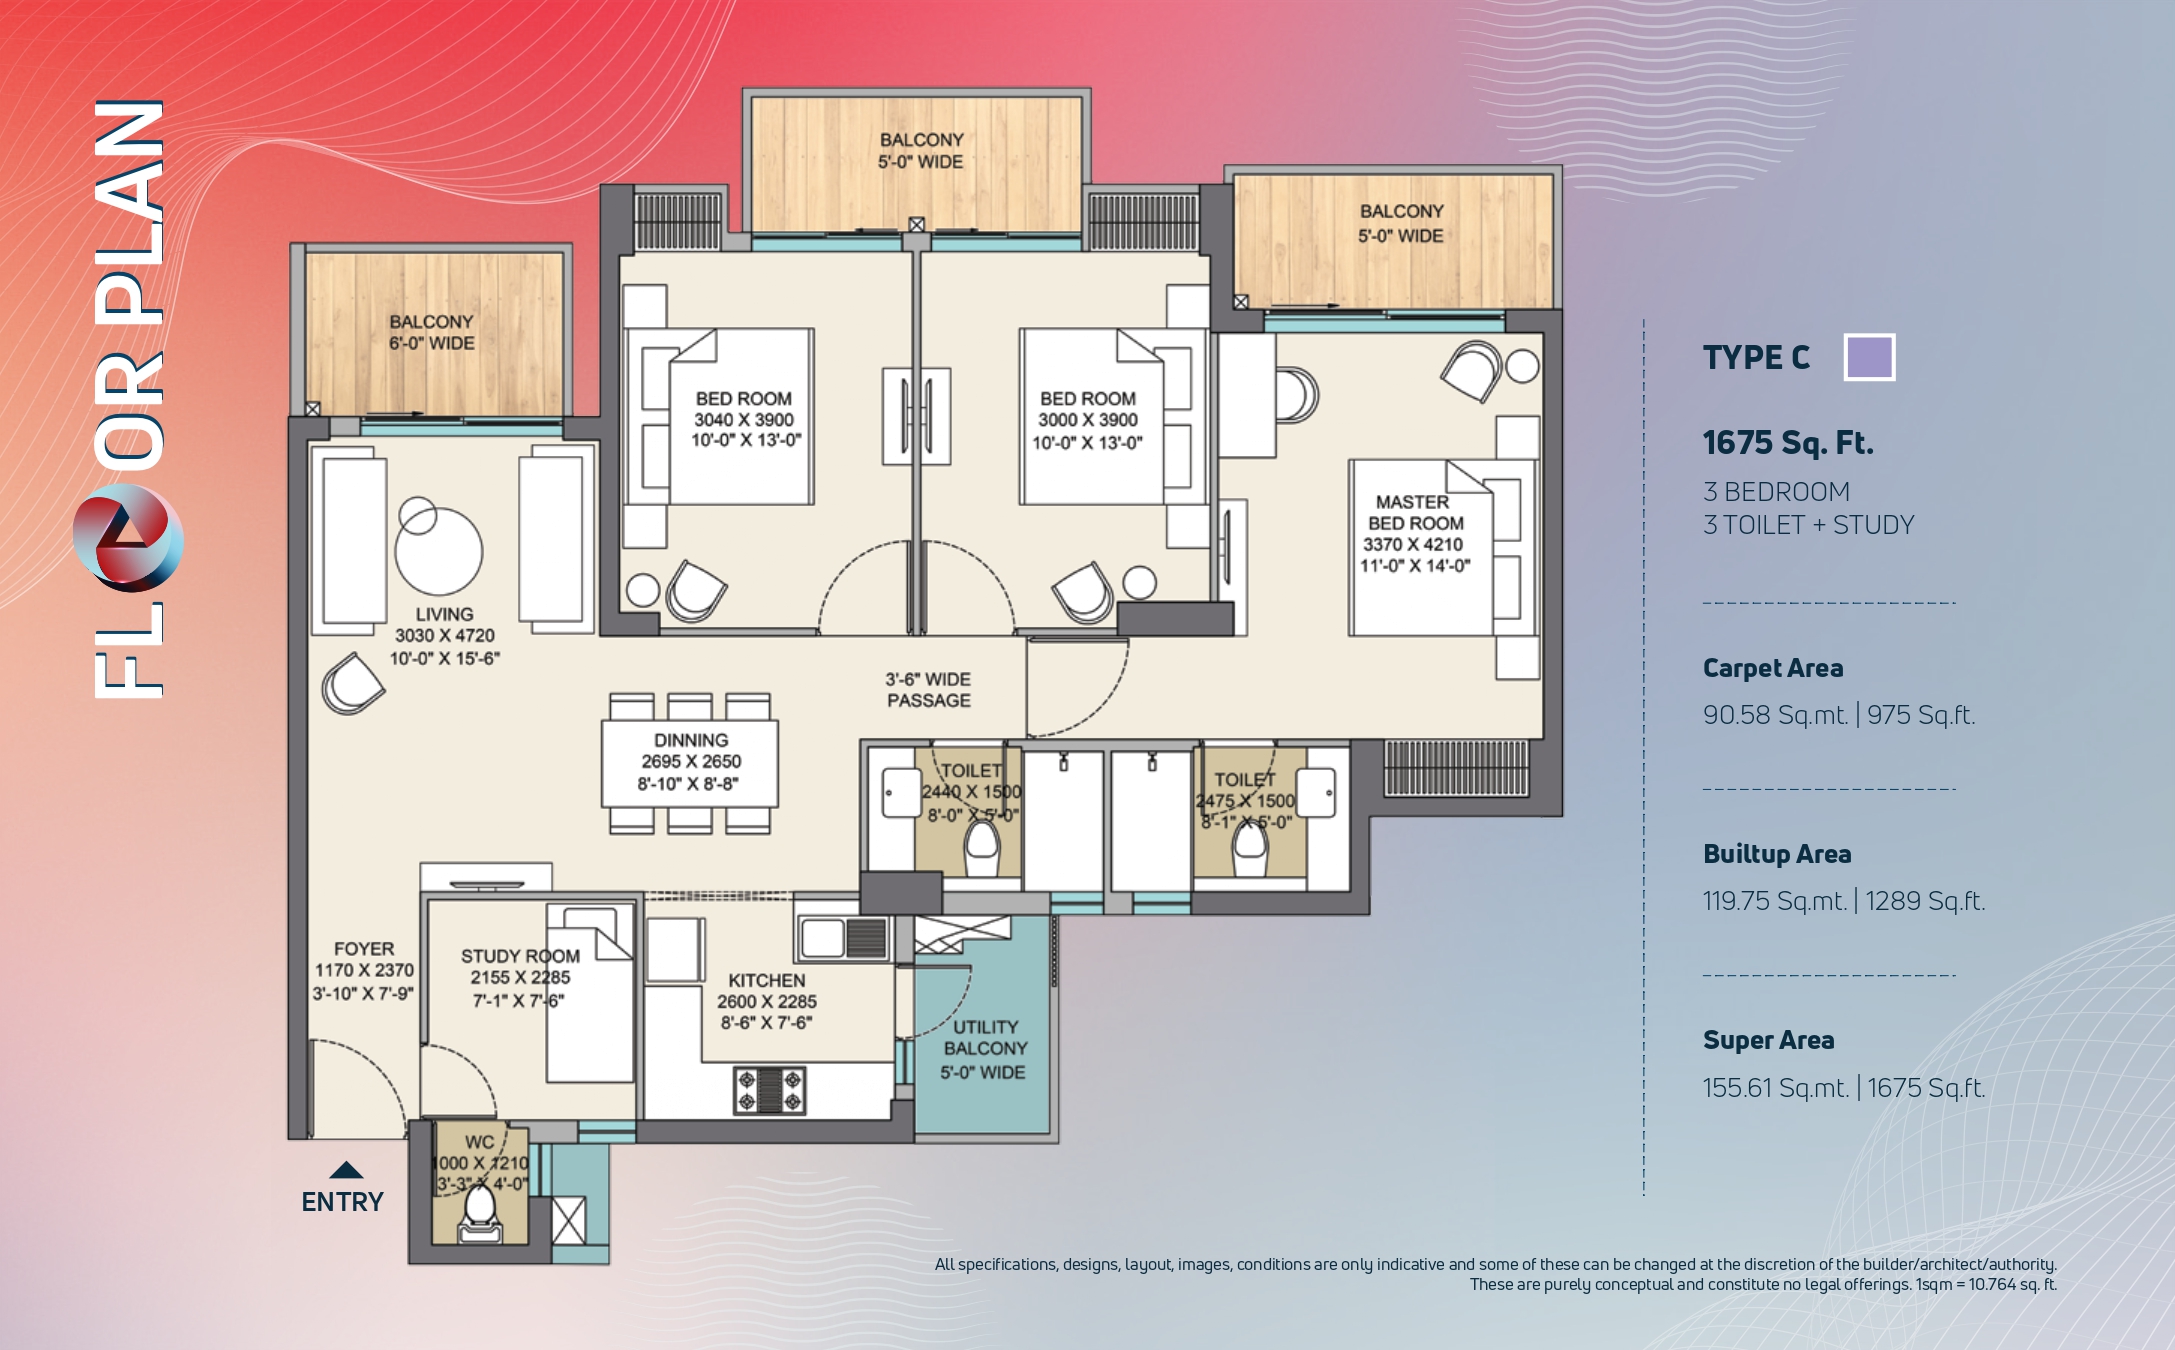 FLOOR PLAN
BALCONY
5'-0" WIDE
BALCONY
5'-0" WIDE
BALCONY
6'-0" WIDE
BED ROOM
3040 X 3900
10'-0" X 13'-0"
BED ROOM
3000 X 3900
10'-0" X 13'-0"
MASTER
BED ROOM
3370 X 4210
11'-0" X 14'-0"
LIVING
3030 X 4720
10'-0" X 15'-6"
3'-6" WIDE
PASSAGE
DINNING
2695 X 2650
8'-10" X 8'-8"
TOILET
2440 X 1500
8'-0" X 5'-0"
TOILET
2475 X 1500
8'-1" X 5'-0"
FOYER
1170 X 2370
3'-10" X 7'-9"
STUDY ROOM
2155 X 2285
7'-1" X 7'-6"
KITCHEN
2600 X 2285
8'-6" X 7'-6"
UTILITY
BALCONY
5'-0" WIDE
WC
1000 X 1210
3'-3" X 4'-0"
ENTRY
TYPE C
1675 Sq. Ft.
3 BEDROOM
3 TOILET + STUDY
Carpet Area
90.58 Sq.mt. | 975 Sq.ft.
Builtup Area
119.75 Sq.mt. | 1289 Sq.ft.
Super Area
155.61 Sq.mt. | 1675 Sq.ft.
All specifications, designs, layout, images, conditions are only indicative and some of these can be changed at the discretion of the builder/architect/authority.
These are purely conceptual and constitute no legal offerings. 1sqm = 10.764 sq. ft.